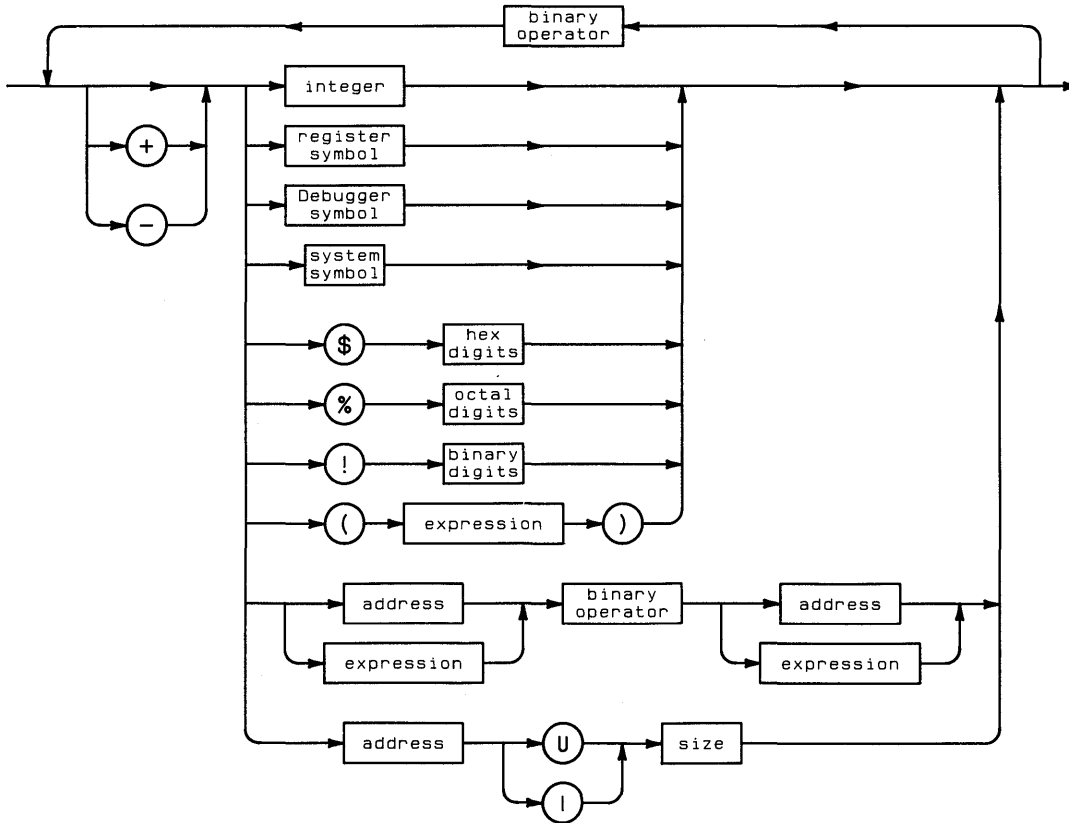 binary
operator
integer
+
register
symbol
Debugger
symbol
-
system
symbol
$
hex
digits
%
octal
digits
!
binary
digits
(
expression
)
address
binary
operator
address
expression
expression
address
U
size
I